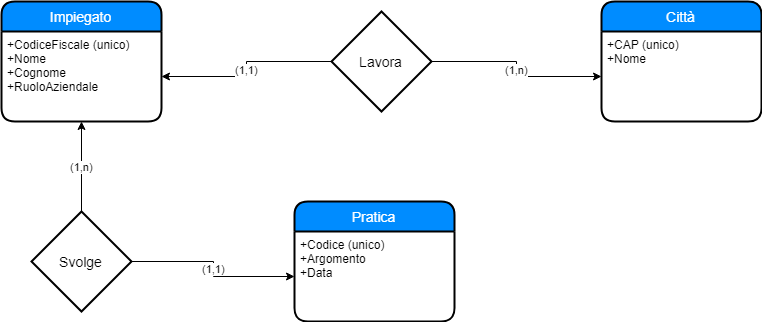 Impiegato
+CodiceFiscale (unico)
+Nome
+Cognome
+RuoloAziendale
(1,1)
Lavora
(1,n)
Città
+CAP (unico)
+Nome
(1,n)
Svolge
(1,1)
Pratica
+Codice (unico)
+Argomento
+Data